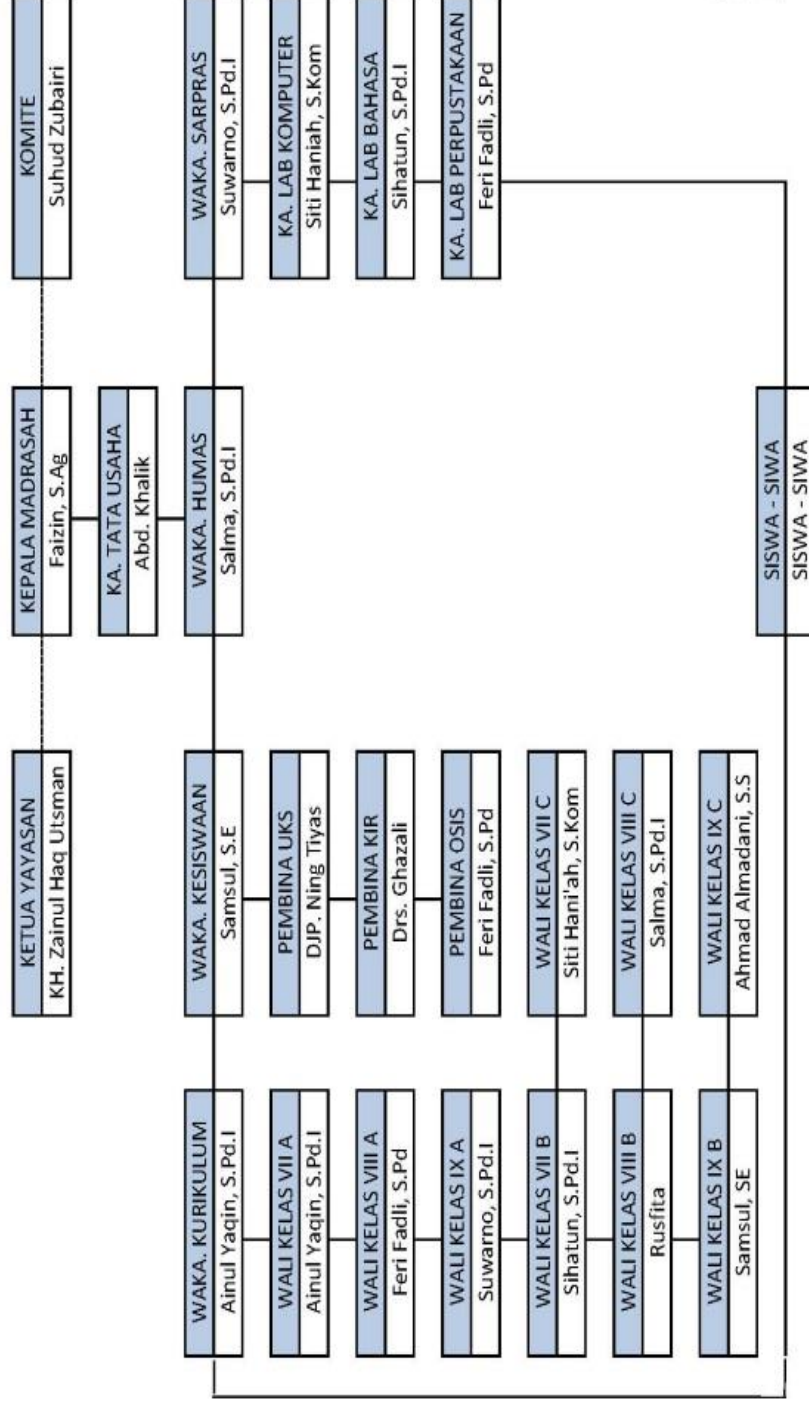 KETUA YAYASAN
KH. Zainul Haq Utsman
KEPALA MADRASAH
Faizin, S.Ag
KOMITE
Suhud Zubairi
KA. TATA USAHA
Abd. Khalik
WAKA. KURIKULUM
Ainul Yaqin, S.Pd.I
WAKA. KESISWAAN
Samsul, S.E
WAKA. HUMAS
Salma, S.Pd.I
WAKA. SARPRAS
Suwarno, S.Pd.I
WALI KELAS VII A
Ainul Yaqin, S.Pd.I
PEMBINA UKS
DJP. Ning Tiyas
KA. LAB KOMPUTER
Siti Haniah, S.Kom
WALI KELAS VIII A
Feri Fadli, S.Pd
PEMBINA KIR
Drs. Ghazali
KA. LAB BAHASA
Sihatun, S.Pd.I
WALI KELAS IX A
Suwarno, S.Pd.I
PEMBINA OSIS
Feri Fadli, S.Pd
KA. LAB PERPUSTAKAAN
Feri Fadli, S.Pd
WALI KELAS VII B
Sihatun, S.Pd.I
WALI KELAS VII C
Siti Hani'ah, S.Kom
WALI KELAS VIII B
Rusfita
WALI KELAS VIII C
Salma, S.Pd.I
WALI KELAS IX B
Samsul, SE
WALI KELAS IX C
Ahmad Almadani, S.S
SISWA - SIWA
SISWA - SIWA